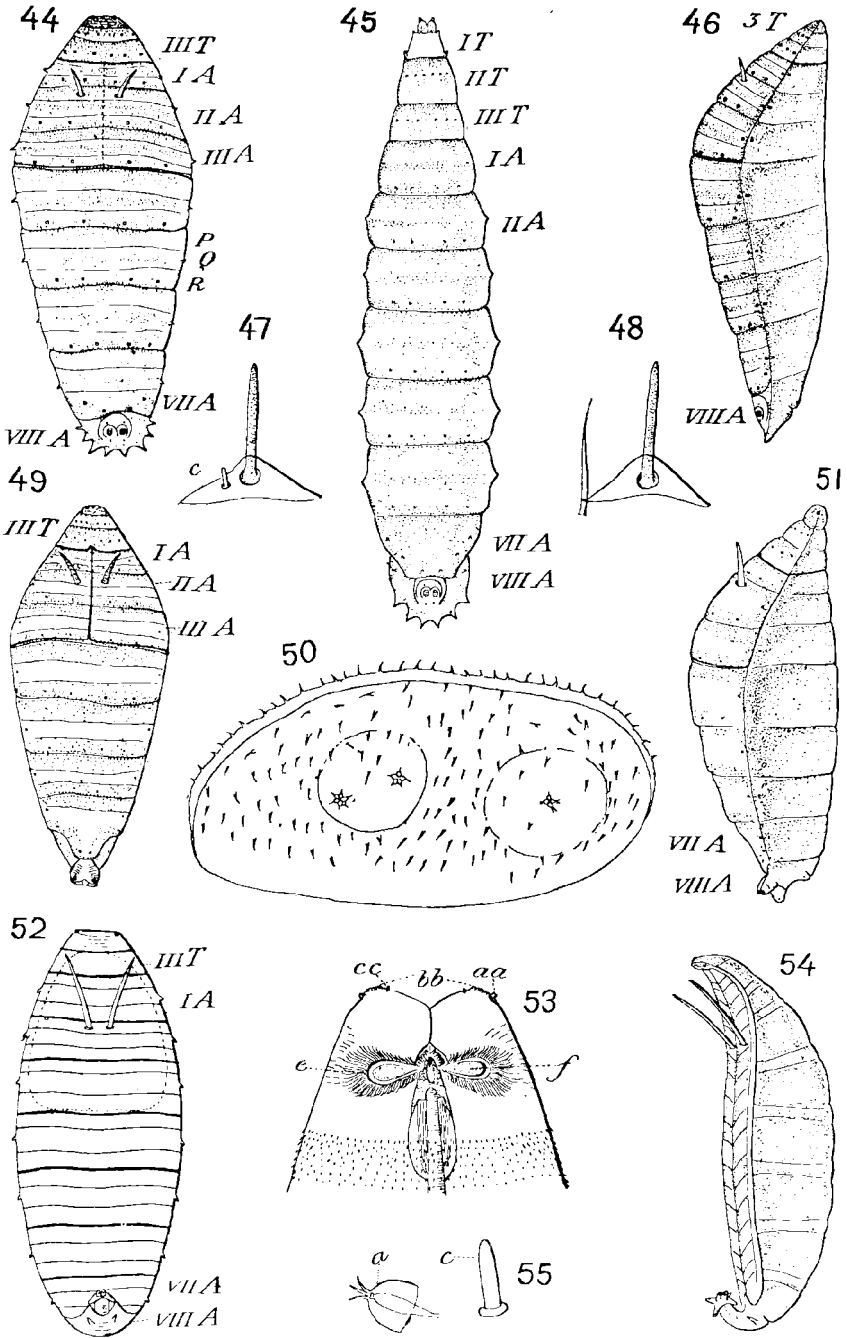 44
III T
I A
II A
III A
P
Q
R
VII A
VIII A
45
I T
II T
III T
I A
II A
VII A
VIII A
46
3 T
VIII A
47
c
48
49
III T
I A
II A
III A
50
51
VII A
VIII A
52
III T
I A
VII A
VIII A
cc
bb
aa
53
e
f
54
a
c
55